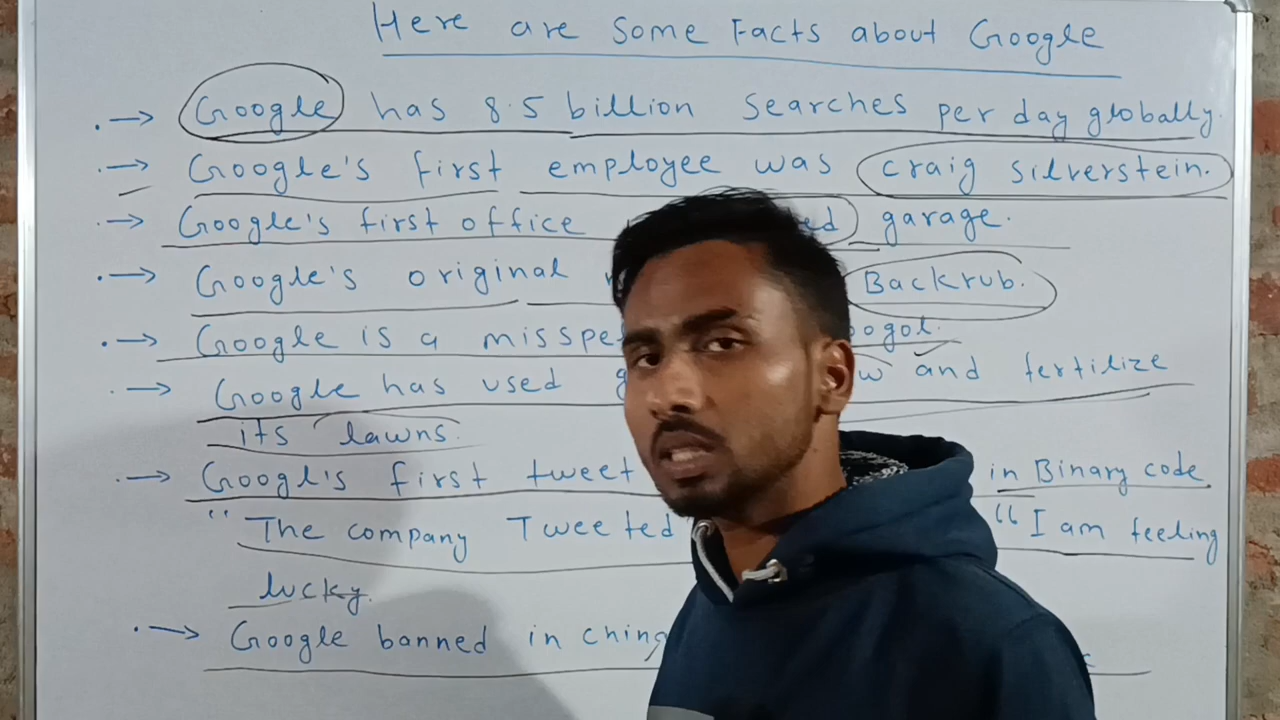 Here are Some Facts about Google
Google has 8.5 billion Searches per day globally.
Google's first employee was craig silverstein.
Google's first office garage.
Google's original Backrub.
Google is a
Google has used and fertilize
its lawns.
Googl's first tweet in Binary code
"The company Tweeted "I am feeling
lucky.
Google banned in